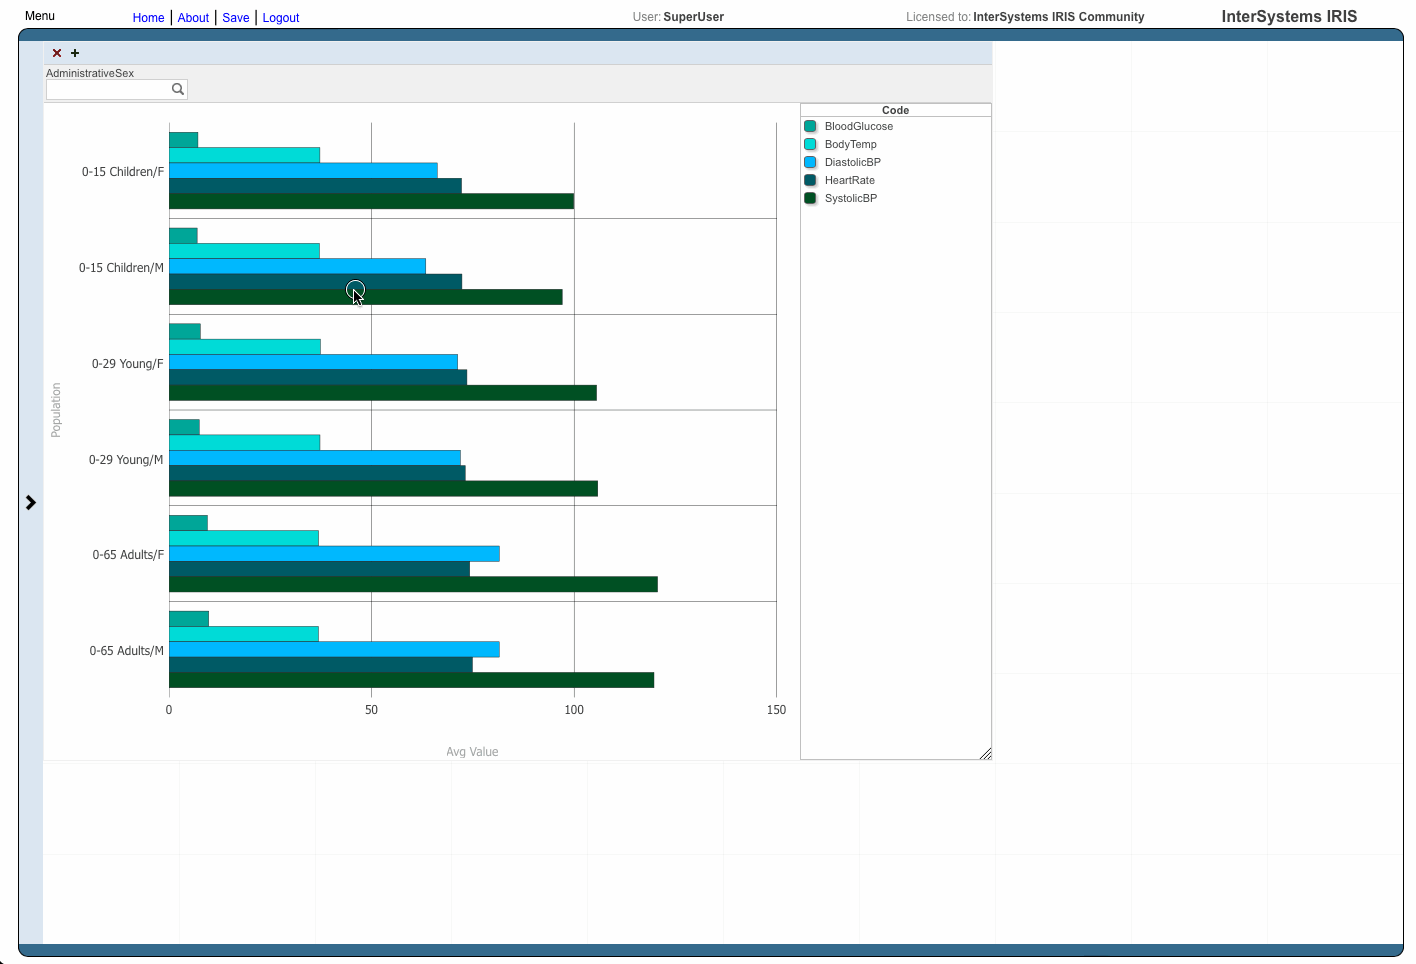 Menu
Home | About | Save | Logout
User: SuperUser
Licensed to: InterSystems IRIS Community
InterSystems IRIS
AdministrativeSex
Code
BloodGlucose
BodyTemp
DiastolicBP
HeartRate
SystolicBP
Population
0-15 Children/F
0-15 Children/M
0-29 Young/F
0-29 Young/M
0-65 Adults/F
0-65 Adults/M
0 50 100 150
Avg Value